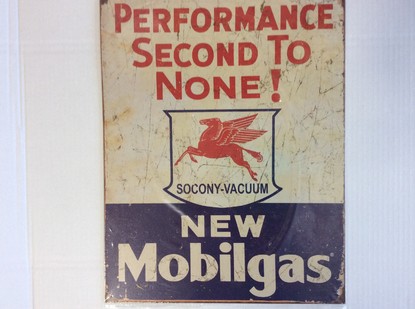 PERFORMANCE
SECOND TO
NONE!
SOCONY-VACUUM
NEW
Mobilgas